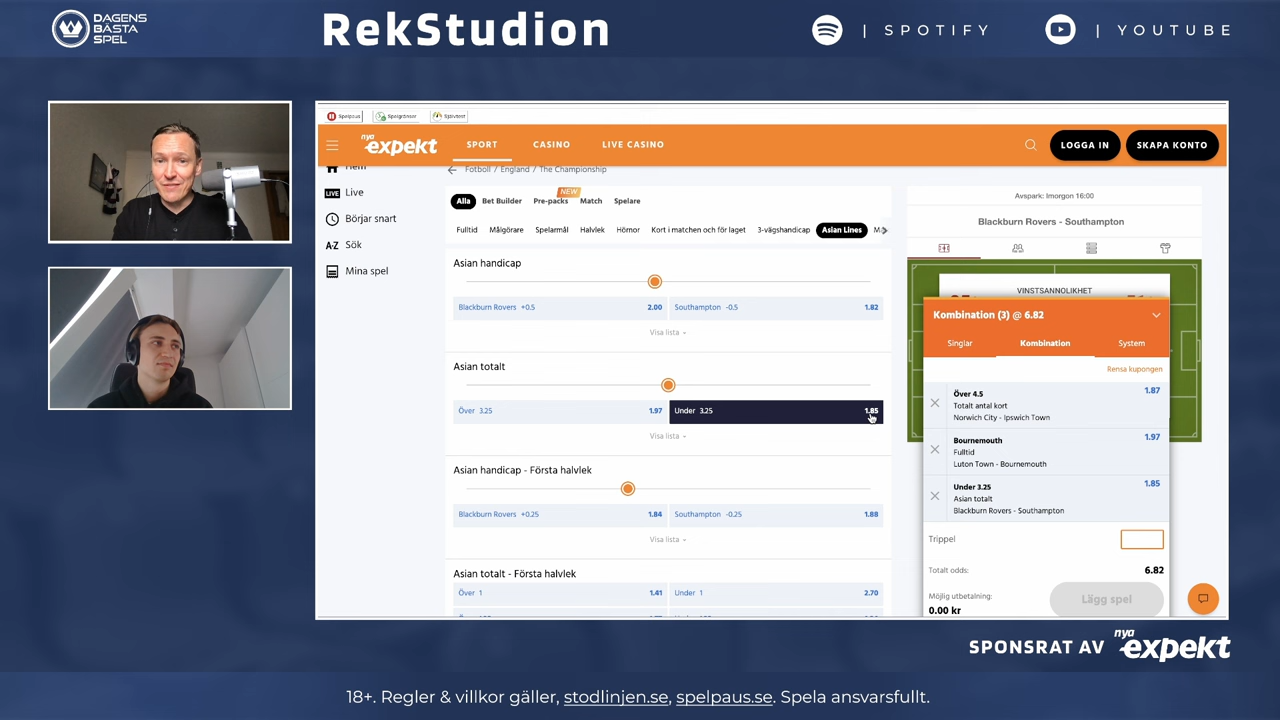 DAGENS
BÄSTA
SPEL
RekStudion
| SPOTIFY
| YOUTUBE
Spelpaus
Spelgränser
Självtest
nya
expekt
SPORT
CASINO
LIVE CASINO
LOGGA IN
SKAPA KONTO
Hem
LIVE
Live
Börjar snart
A-Z
Sök
Mina spel
Fotboll / England / The Championship
NEW
Alla
Bet Builder
Pre-packs
Match
Spelare
Fulltid
Målgörare
Spelarmål
Halvlek
Hörnor
Kort i matchen och för laget
3-vägshandicap
Asian Lines
Asian handicap
Blackburn Rovers +0.5
2.00
Southampton -0.5
1.82
Visa lista
Asian totalt
Över 3.25
1.97
Under 3.25
1.85
Visa lista
Asian handicap - Första halvlek
Blackburn Rovers +0.25
1.84
Southampton -0.25
1.88
Visa lista
Asian totalt - Första halvlek
Över 1
1.41
Under 1
2.70
Avspark: Imorgon 16:00
Blackburn Rovers - Southampton
VINSTSANNOLIKHET
Kombination (3) @ 6.82
Singlar
Kombination
System
Rensa kupongen
Över 4.5
1.87
Totalt antal kort
Norwich City - Ipswich Town
Bournemouth
1.97
Fulltid
Luton Town - Bournemouth
Under 3.25
1.85
Asian totalt
Blackburn Rovers - Southampton
Trippel
Totalt odds:
6.82
Möjlig utbetalning:
0.00 kr
Lägg spel
SPONSRAT AV
nya
expekt
18+. Regler & villkor gäller, stodlinjen.se, spelpaus.se. Spela ansvarsfullt.